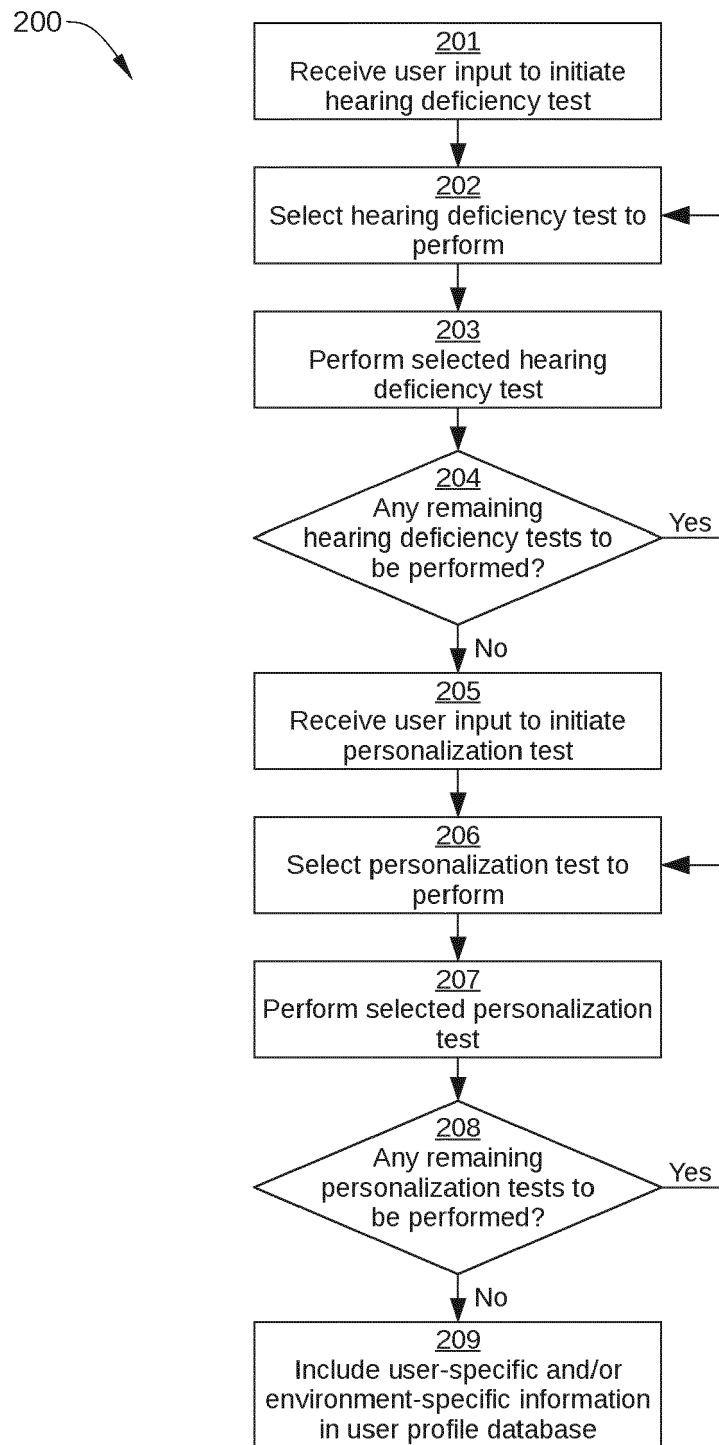 200
201
Receive user input to initiate
hearing deficiency test
202
Select hearing deficiency test to
perform
203
Perform selected hearing
deficiency test
204
Any remaining
hearing deficiency tests to
be performed?
Yes
No
205
Receive user input to initiate
personalization test
206
Select personalization test to
perform
207
Perform selected personalization
test
208
Any remaining
personalization tests to
be performed?
Yes
No
209
Include user-specific and/or
environment-specific information
in user profile database